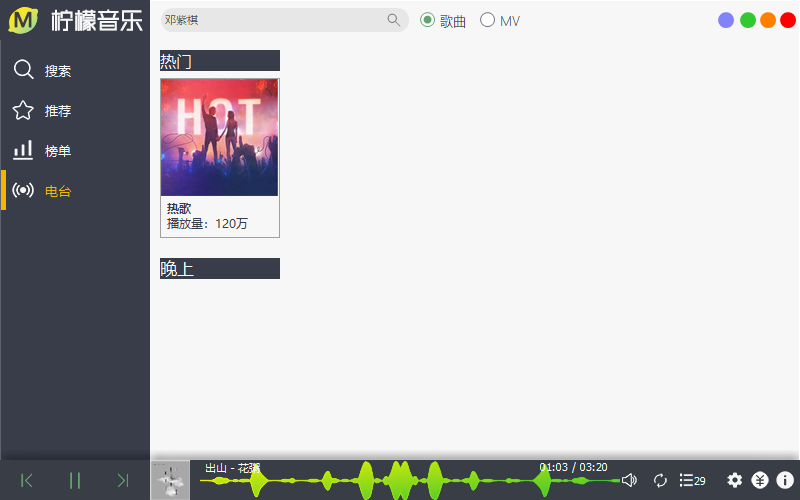 M 柠檬音乐
邓紫棋
歌曲
MV
搜索
推荐
榜单
电台
热门
HOT
热歌
播放量：120万
晚上
出山 - 花粥
01:03 / 03:20
29